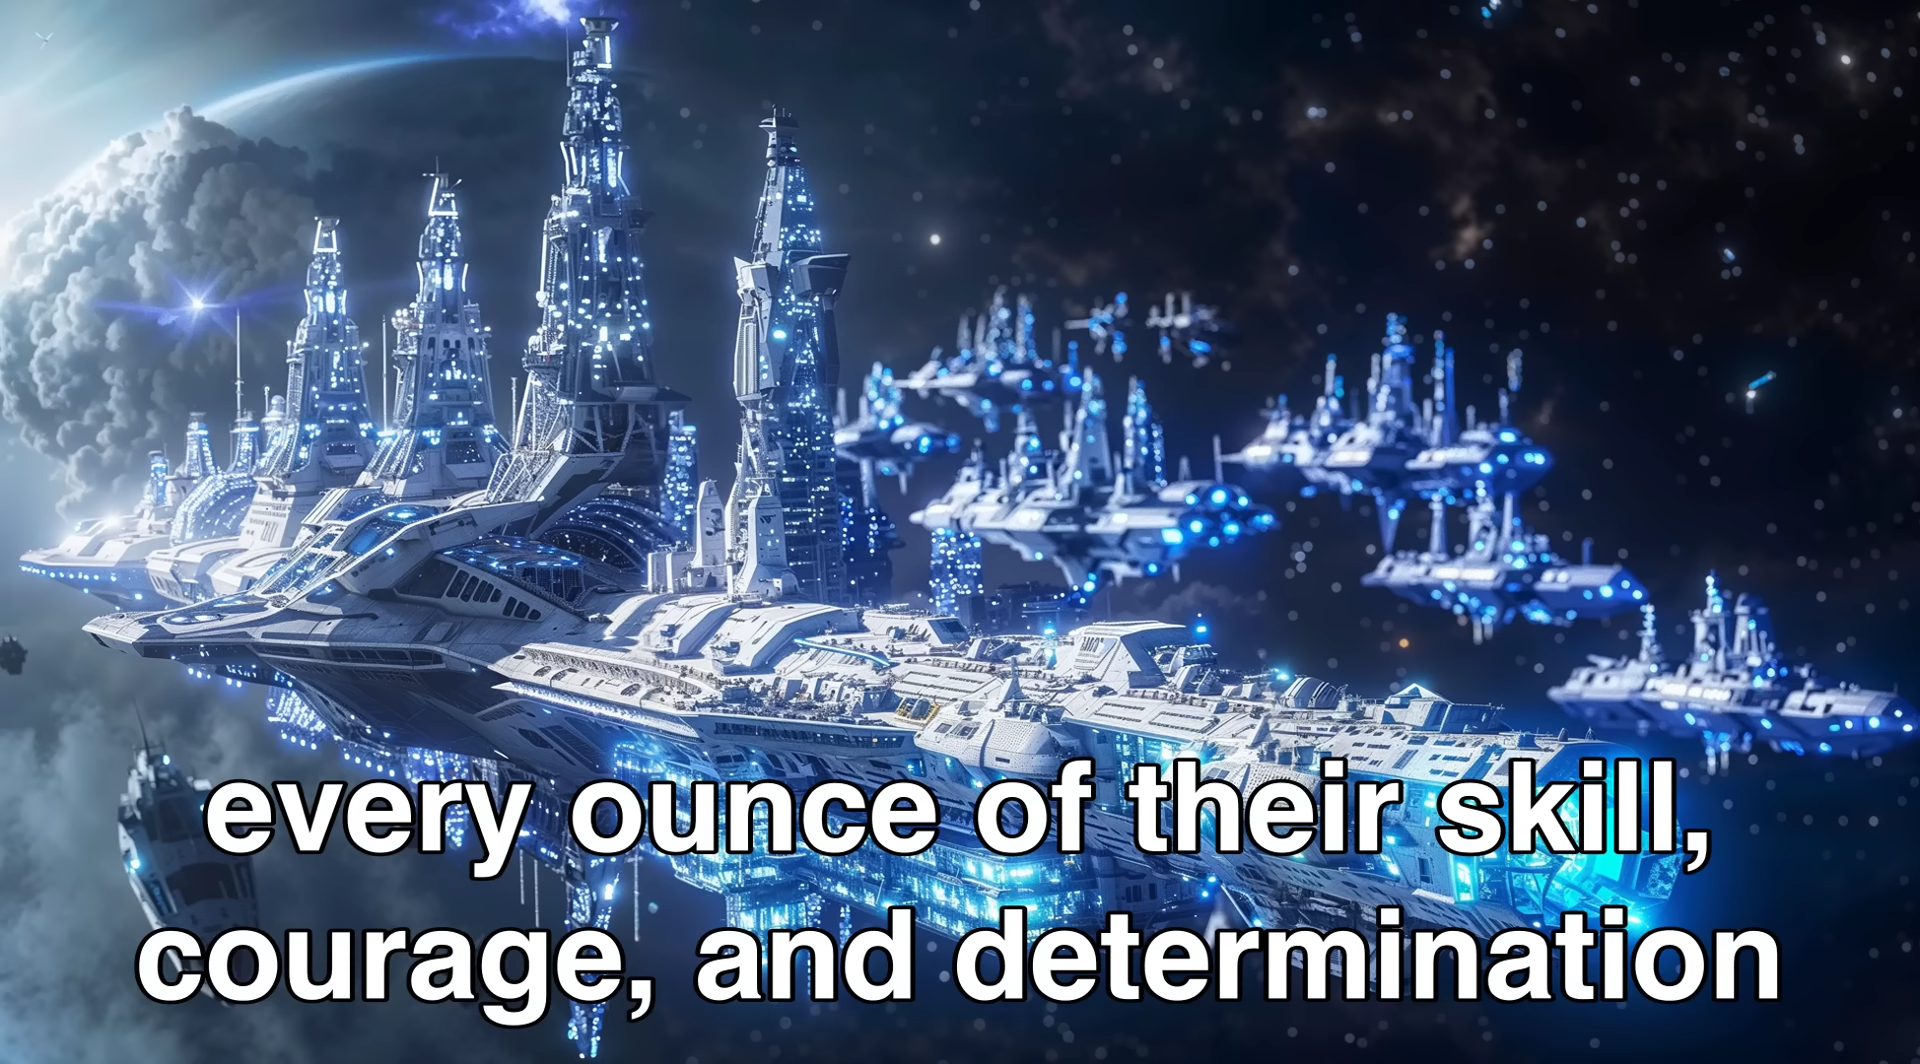 every ounce of their skill,
courage, and determination